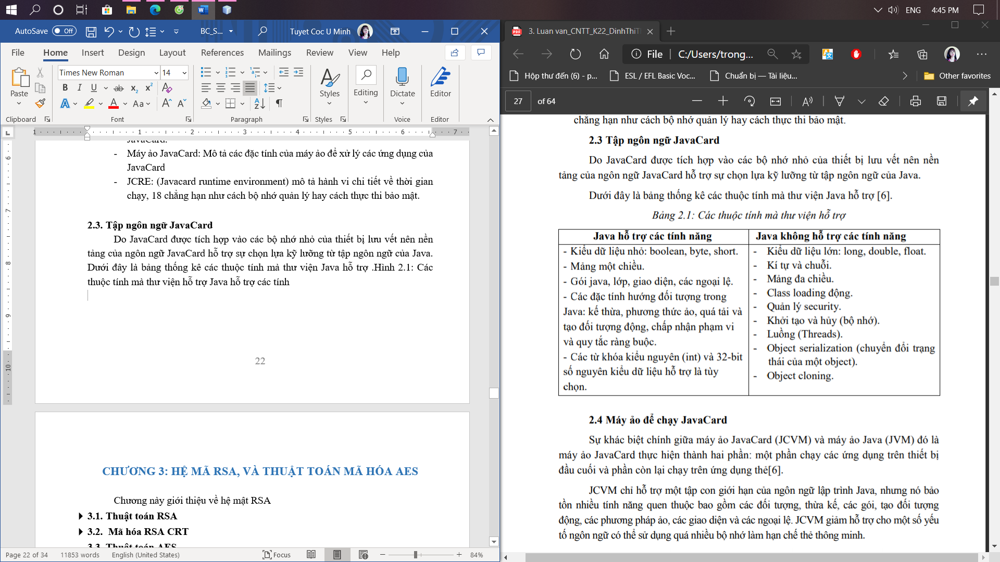 ENG
4:45 PM
AutoSave Off
BC_S...
Tuyet Coc U Minh
File Home Insert Design Layout References Mailings Review View Help
Paste
Times New Roman 14
B I U ab x₂ x²
A A A Aa A A
Styles
Editing
Dictate
Editor
Clipboard Font Paragraph Styles Voice Editor
1 1 2 3 4 5 6 7
JavaCard.
- Máy ảo JavaCard: Mô tả các đặc tính của máy ảo để xử lý các ứng dụng của
JavaCard
- JCRE: (Javacard runtime environment) mô tả hành vi chi tiết về thời gian
chạy, 18 chẳng hạn như cách bộ nhớ quản lý hay cách thực thi bảo mật.
2.3. Tập ngôn ngữ JavaCard
Do JavaCard được tích hợp vào các bộ nhớ nhỏ của thiết bị lưu vết nên nền
tảng của ngôn ngữ JavaCard hỗ trợ sự chọn lựa kỹ lưỡng từ tập ngôn ngữ của Java.
Dưới đây là bảng thống kê các thuộc tính mà thư viện Java hỗ trợ .Hình 2.1: Các
thuộc tính mà thư viện hỗ trợ Java hỗ trợ các tính
22
CHƯƠNG 3: HỆ MÃ RSA, VÀ THUẬT TOÁN MÃ HÓA AES
Chương này giới thiệu về hệ mật RSA
3.1. Thuật toán RSA
3.2. Mã hóa RSA CRT
3.3. Thuật toán AES
6
7
8
9
10
Page 22 of 34 11853 words English (United States) Focus 84%
3. Luan van_CNTT_K22_DinhThiT
File C:/Users/trong...
Hộp thư đến (6) - p... ESL / EFL Basic Voc... Chuẩn bị — Tài liệu... Other favorites
27 of 64
chẳng hạn như cách bộ nhớ quản lý hay cách thực thi bảo mật.
2.3 Tập ngôn ngữ JavaCard
Do JavaCard được tích hợp vào các bộ nhớ nhỏ của thiết bị lưu vết nên nền
tảng của ngôn ngữ JavaCard hỗ trợ sự chọn lựa kỹ lưỡng từ tập ngôn ngữ của Java.
Dưới đây là bảng thống kê các thuộc tính mà thư viện Java hỗ trợ [6].
Bảng 2.1: Các thuộc tính mà thư viện hỗ trợ
Java hỗ trợ các tính năng
- Kiểu dữ liệu nhỏ: boolean, byte, short.
- Mảng một chiều.
- Gói java, lớp, giao diện, các ngoại lệ.
- Các đặc tính hướng đối tượng trong
Java: kế thừa, phương thức ảo, quá tải và
tạo đối tượng động, chấp nhận phạm vi
và quy tắc ràng buộc.
- Các từ khóa kiểu nguyên (int) và 32-bit
số nguyên kiểu dữ liệu hỗ trợ là tùy
chọn.
Java không hỗ trợ các tính năng
- Kiểu dữ liệu lớn: long, double, float.
- Kí tự và chuỗi.
- Mảng đa chiều.
- Class loading động.
- Quản lý security.
- Khởi tạo và hủy (bộ nhớ).
- Luồng (Threads).
- Object serialization (chuyển đổi trạng
thái của một object).
- Object cloning.
2.4 Máy ảo để chạy JavaCard
Sự khác biệt chính giữa máy ảo JavaCard (JCVM) và máy ảo Java (JVM) đó là
máy ảo JavaCard thực hiện thành hai phần: một phần chạy các ứng dụng trên thiết bị
đầu cuối và phần còn lại chạy trên ứng dụng thẻ[6].
JCVM chỉ hỗ trợ một tập con giới hạn của ngôn ngữ lập trình Java, nhưng nó bảo
tồn nhiều tính năng quen thuộc bao gồm các đối tượng, thừa kế, các gói, tạo đối tượng
động, các phương pháp ảo, các giao diện và các ngoại lệ. JCVM giảm hỗ trợ cho một số yếu
tố ngôn ngữ có thể sử dụng quá nhiều bộ nhớ làm hạn chế thẻ thông minh.